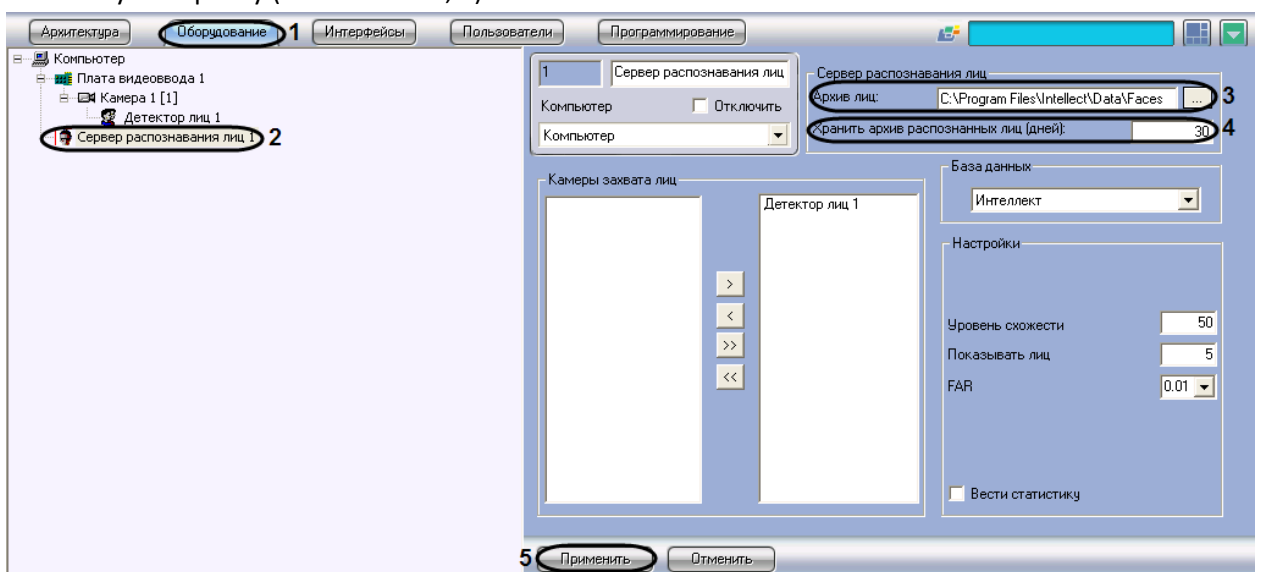 Архитектура Оборудование 1 Интерфейсы Пользователи Программирование
Компьютер
Плата видеоввода 1
Камера 1 [1]
Детектор лиц 1
Сервер распознавания лиц 1 2
1 Сервер распознавания лиц
Компьютер Отключить
Компьютер
Сервер распознавания лиц
Архив лиц: C:\Program Files\Intellect\Data\Faces ... 3
Хранить архив распознанных лиц (дней): 30 4
Камеры захвата лиц
Детектор лиц 1
>
<
>>
<<
База данных
Интеллект
Настройки
Уровень схожести 50
Показывать лиц 5
FAR 0.01
Вести статистику
5 Применить Отменить